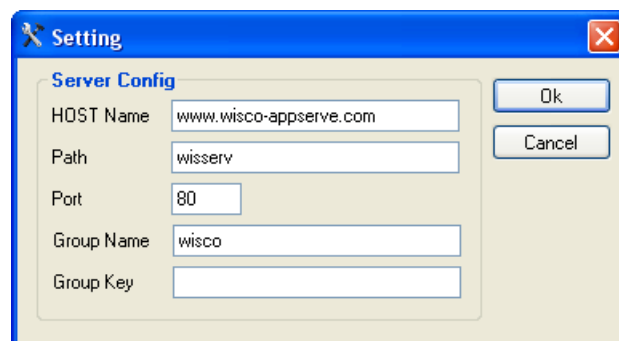 Setting
Server Config
HOST Name www.wisco-appserve.com
Path wisserv
Port 80
Group Name wisco
Group Key
Ok
Cancel